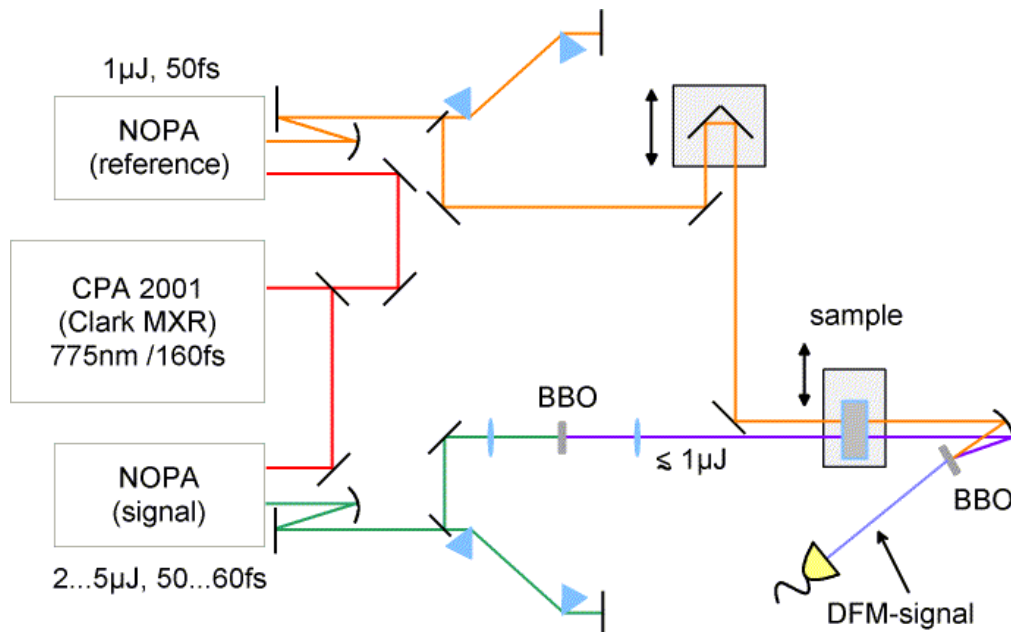 1µJ, 50fs
NOPA
(reference)
CPA 2001
(Clark MXR)
775nm /160fs
sample
BBO
≲ 1µJ
NOPA
(signal)
BBO
2...5µJ, 50...60fs
DFM-signal